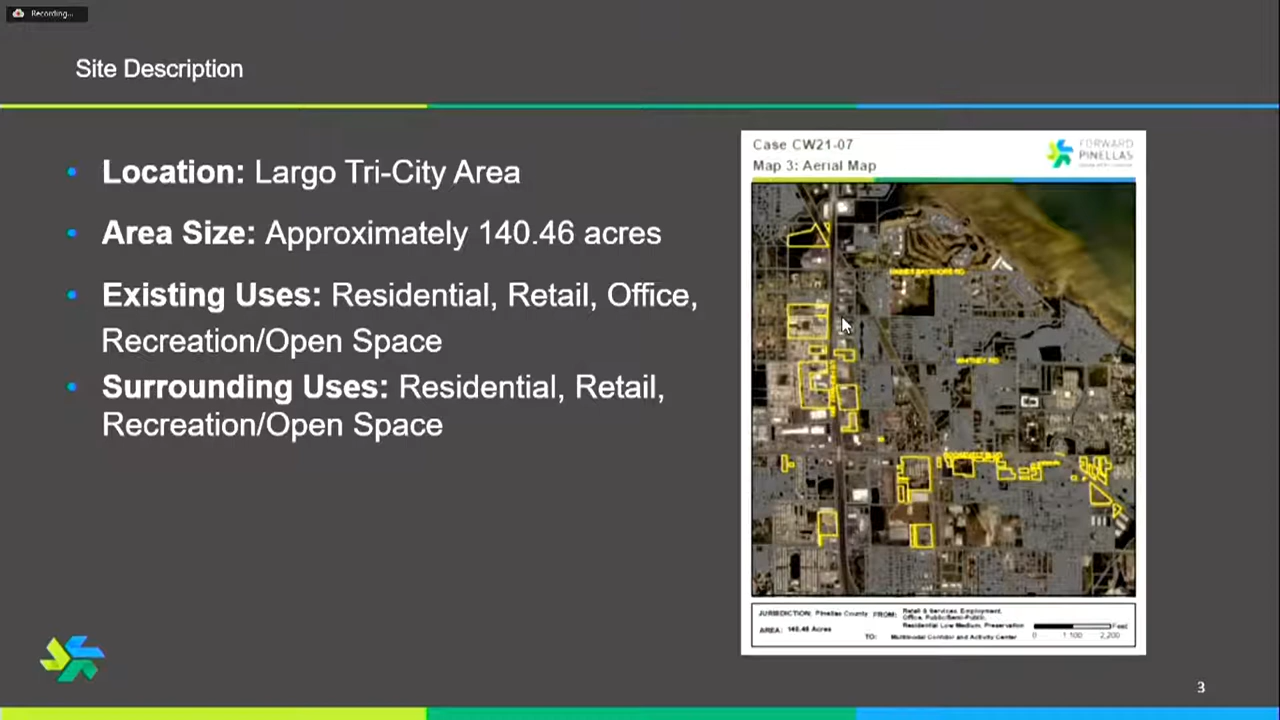 Recording...
Site Description
Location: Largo Tri-City Area
Area Size: Approximately 140.46 acres
Existing Uses: Residential, Retail, Office,
Recreation/Open Space
Surrounding Uses: Residential, Retail,
Recreation/Open Space
Case CW21-07
Map 3: Aerial Map
FORWARD
PINELLAS
WHITNEY RD
JURISDICTION: Pinellas County
AREA: 140.46 Acres
FROM: Retail & Services, Employment,
Office, Public/Semi-Public,
Residential Low Medium, Preservation
TO: Multimodal Corridor and Activity Center
Feet
0 1,100 2,200
3